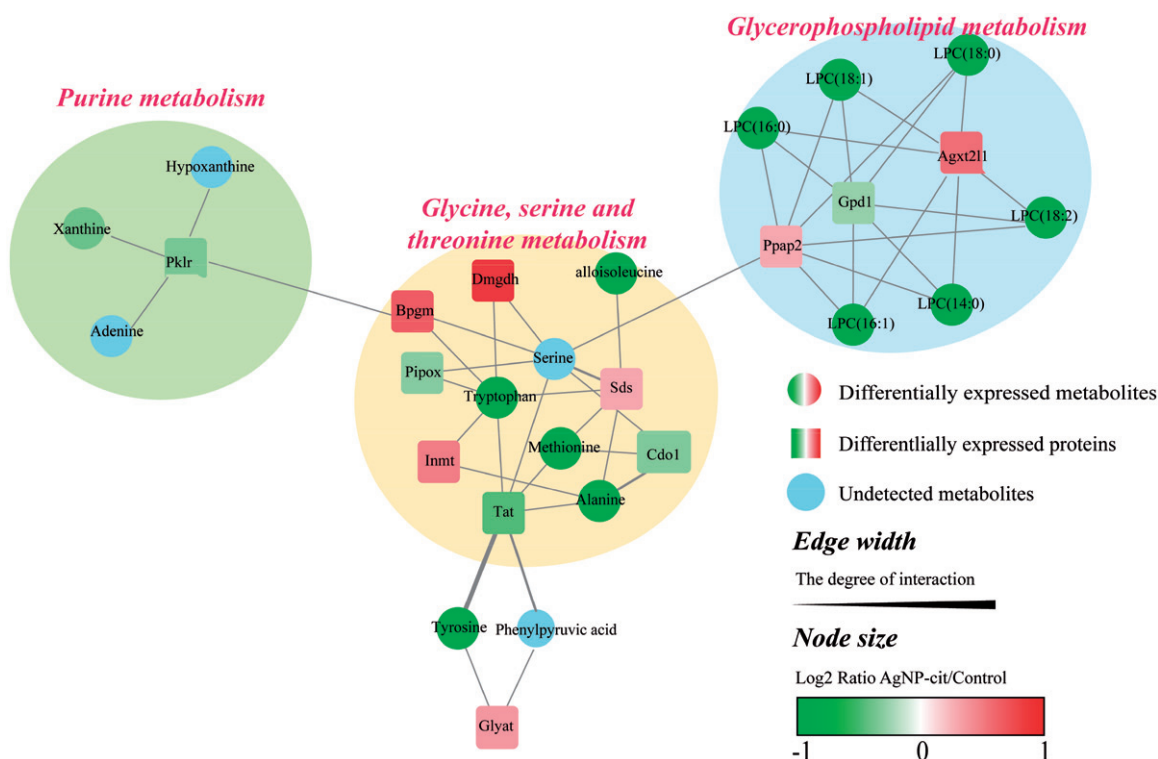 Glycerophospholipid metabolism
LPC(18:0)
LPC(18:1)
LPC(16:0)
Agxt2l1
Gpd1
LPC(18:2)
Ppap2
LPC(14:0)
LPC(16:1)
Purine metabolism
Hypoxanthine
Xanthine
Pklr
Adenine
Glycine, serine and
threonine metabolism
alloisoleucine
Dmgdh
Bpgm
Serine
Pipox
Sds
Tryptophan
Methionine
Cdo1
Inmt
Alanine
Tat
Tyrosine
Phenylpyruvic acid
Glyat
Differentially expressed metabolites
Differentlially expressed proteins
Undetected metabolites
Edge width
The degree of interaction
Node size
Log2 Ratio AgNP-cit/Control
-1 0 1